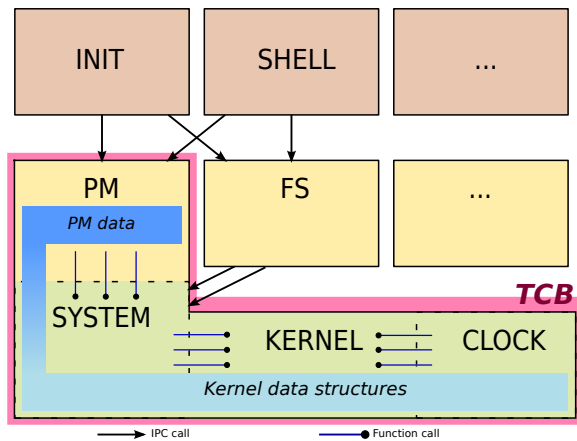 INIT
SHELL
...
PM
FS
...
PM data
TCB
SYSTEM
KERNEL
CLOCK
Kernel data structures
IPC call
Function call